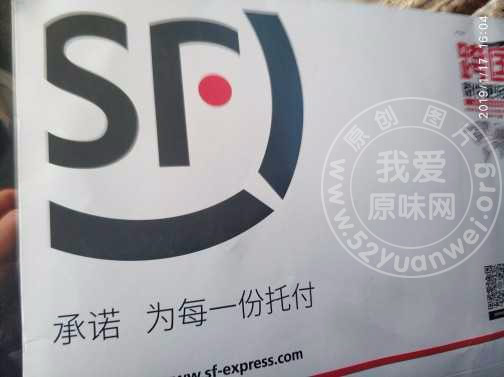 2019/1/17 16:04
SF
原创图片
我爱
原味网
www.52yuanwei.org
承诺 为每一份托付
www.sf-express.com